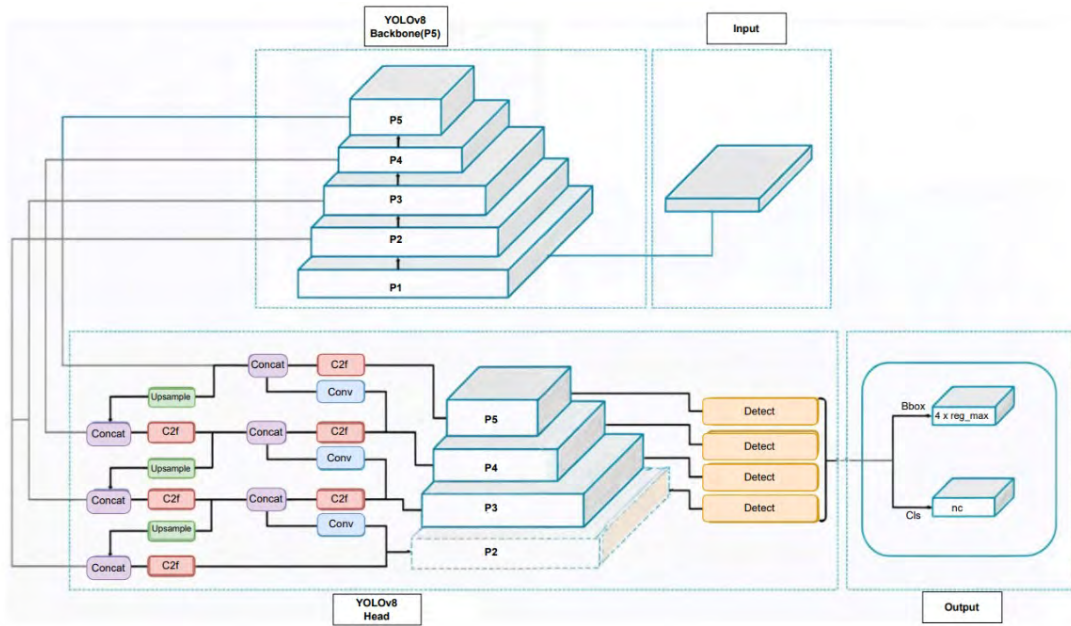 YOLOv8
Backbone(P5)
Input
P5
P4
P3
P2
P1
Concat
C2f
Conv
Upsample
Concat
C2f
Concat
C2f
Conv
Upsample
Concat
C2f
Concat
C2f
Conv
Upsample
Concat
C2f
P5
P4
P3
P2
Detect
Detect
Detect
Detect
Bbox
4 x reg_max
Cls
nc
YOLOv8
Head
Output